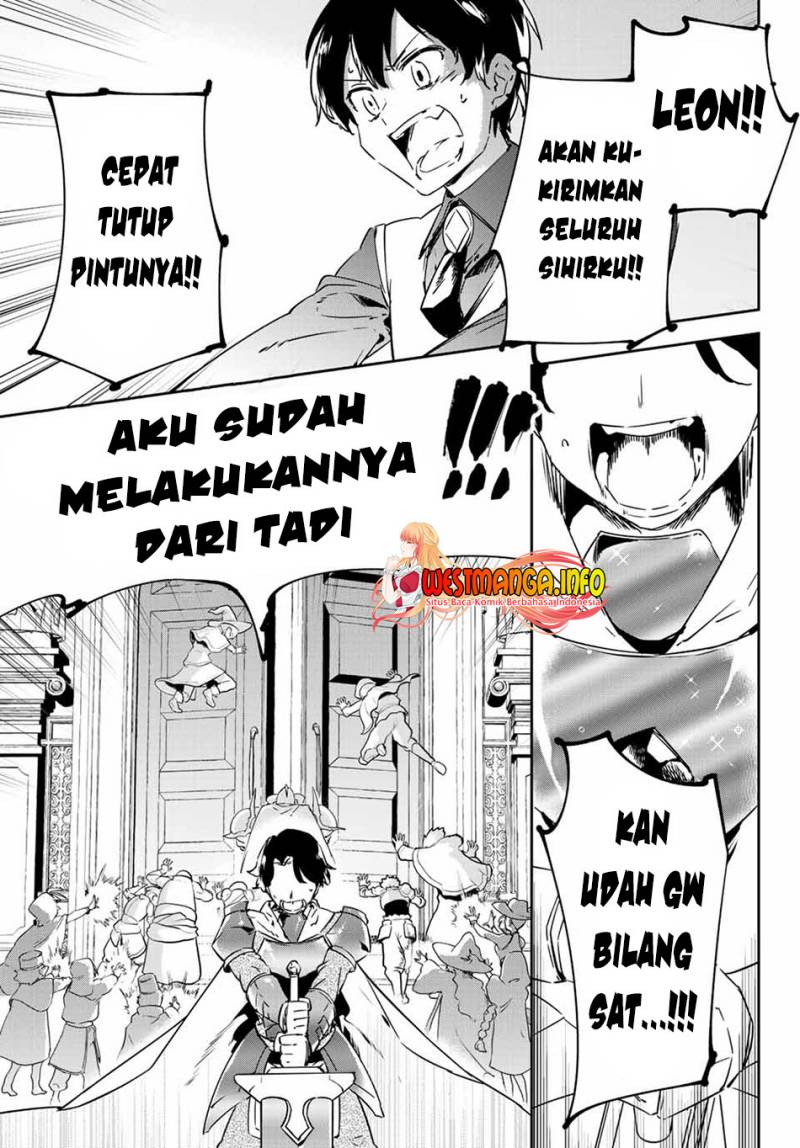 LEON!!
AKAN KU-
KIRIMKAN
SELURUH
SIHIRKU!!
CEPAT
TUTUP
PINTUNYA!!
AKU SUDAH
MELAKUKANNYA
DARI TADI
!!!
WESTMANGA.INFO
Situs Baca Komik Berbahasa Indonesia
KAN
UDAH GW
BILANG
SAT...!!!